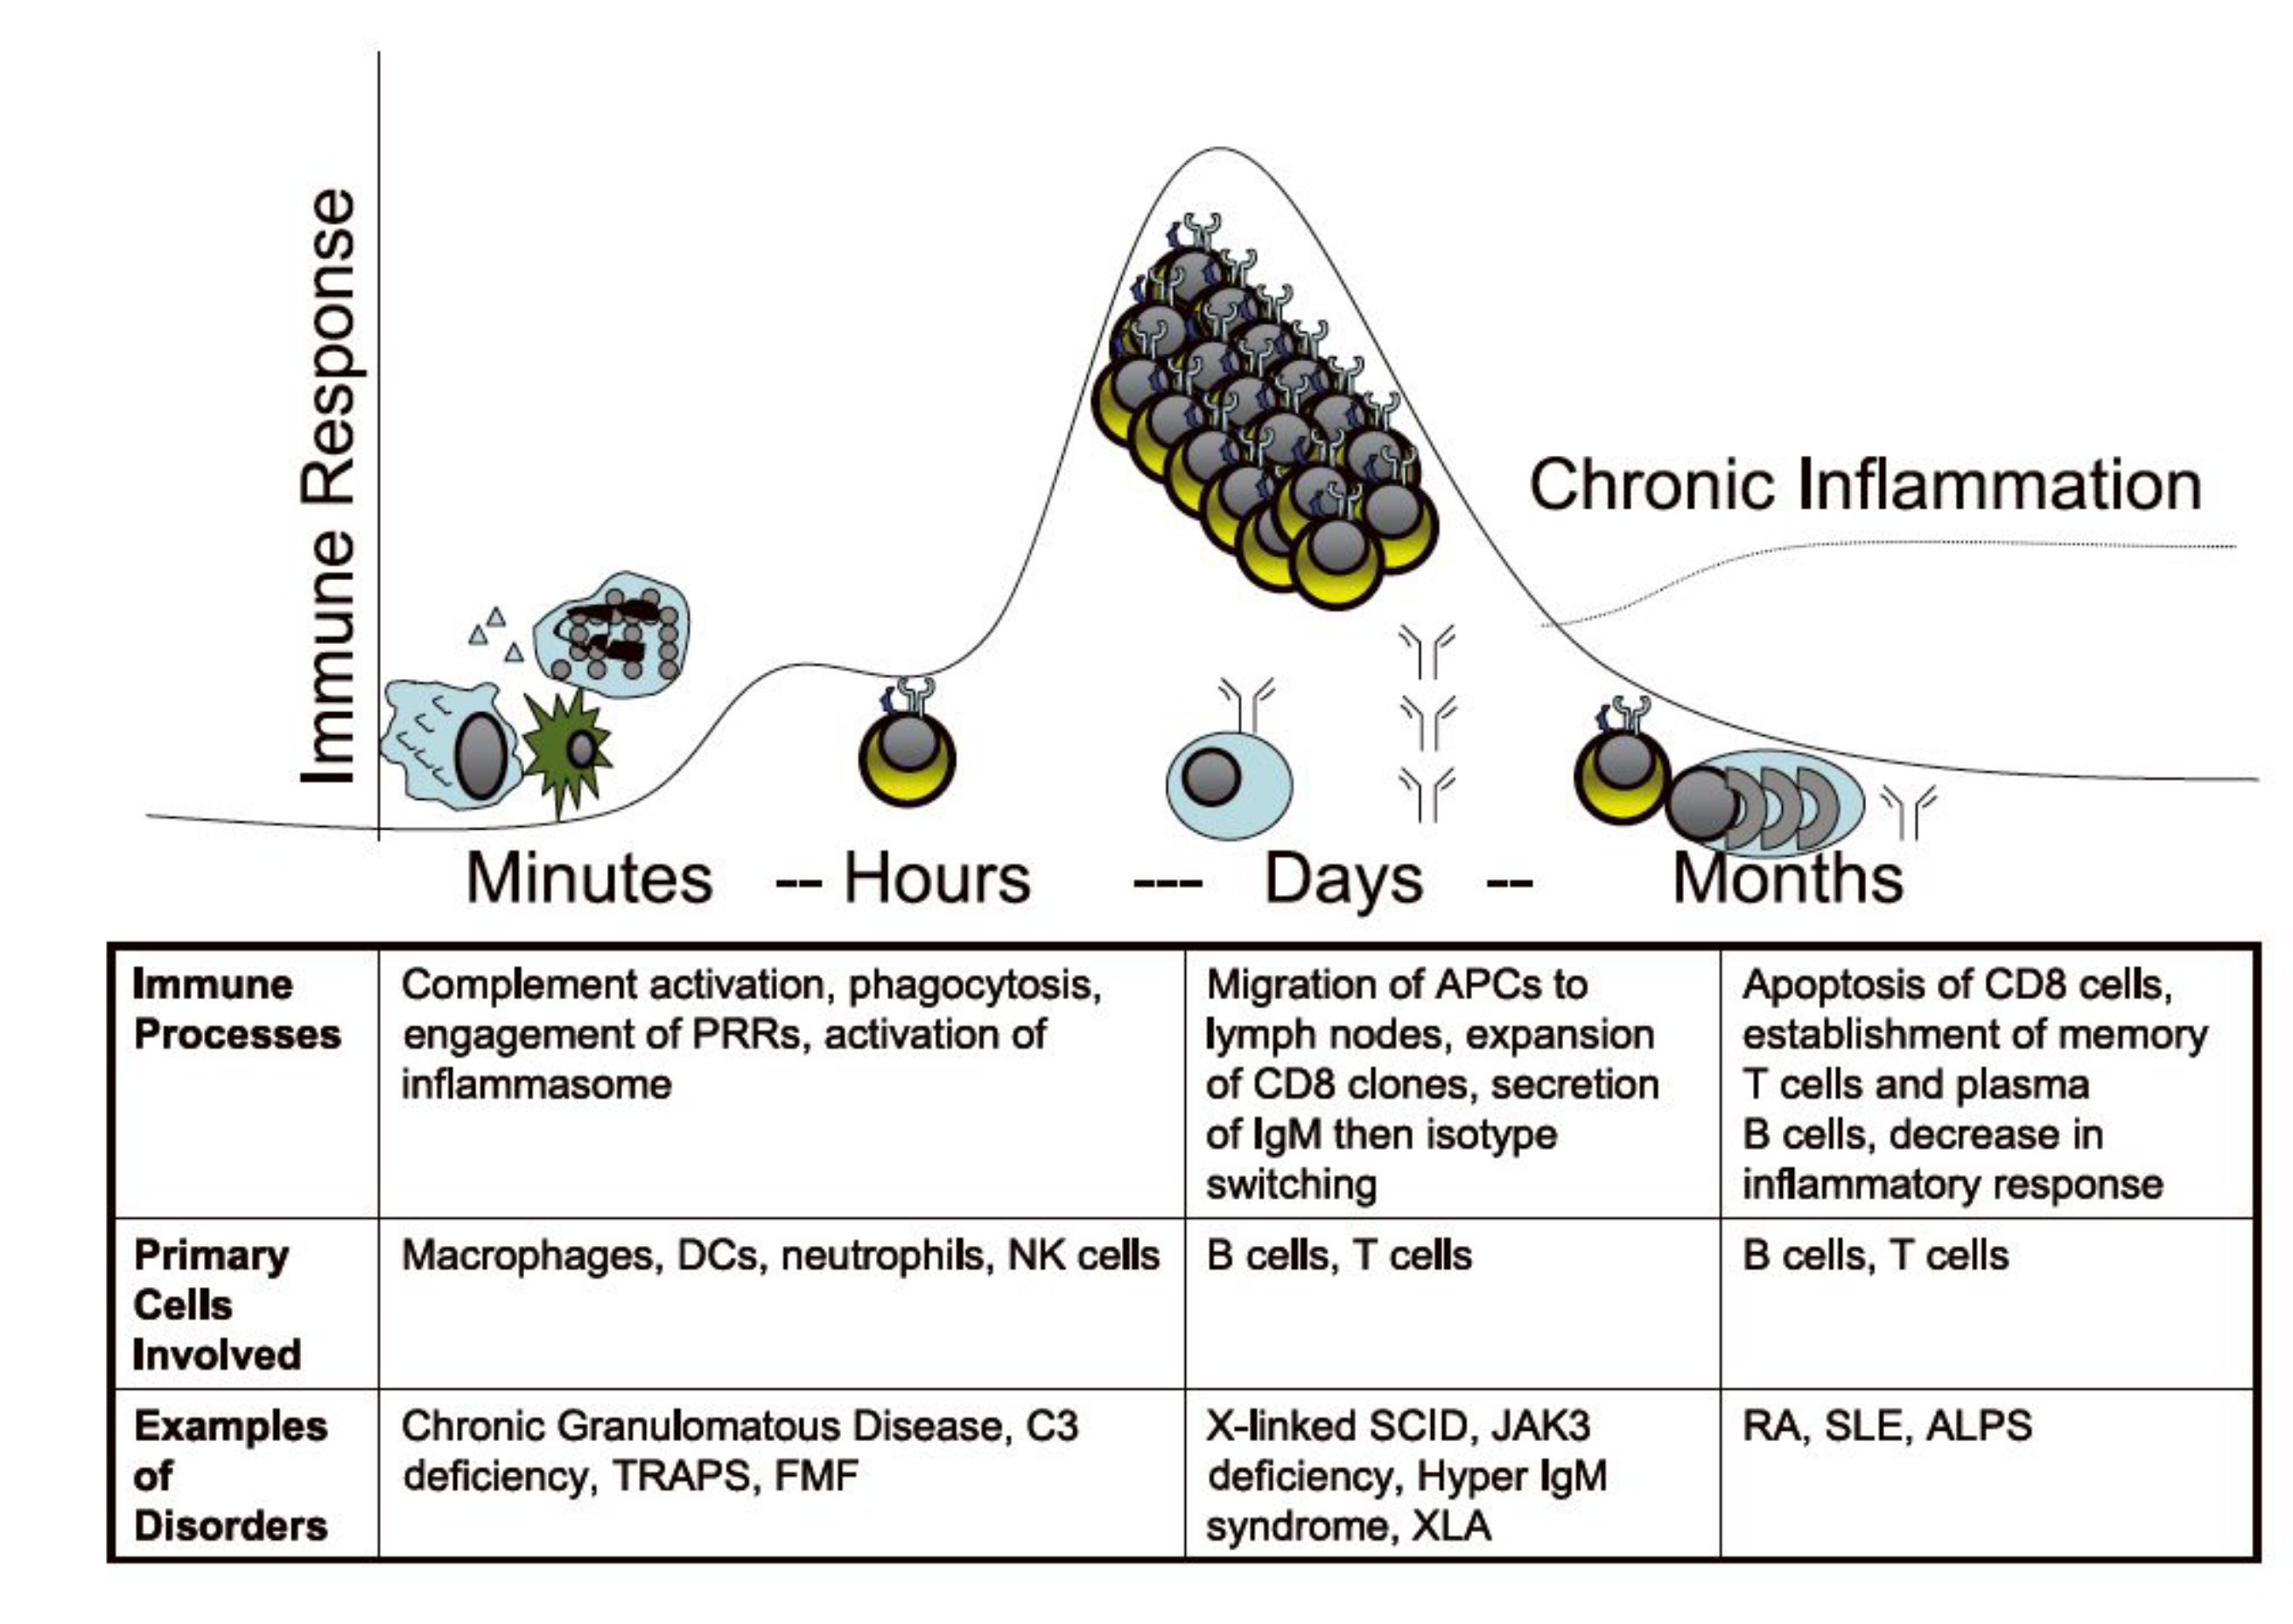 Immune Response
Chronic Inflammation
Minutes -- Hours --- Days -- Months
Immune
Processes
Complement activation, phagocytosis,
engagement of PRRs, activation of
inflammasome
Migration of APCs to
lymph nodes, expansion
of CD8 clones, secretion
of IgM then isotype
switching
Apoptosis of CD8 cells,
establishment of memory
T cells and plasma
B cells, decrease in
inflammatory response
Primary
Cells
Involved
Macrophages, DCs, neutrophils, NK cells
B cells, T cells
B cells, T cells
Examples
of
Disorders
Chronic Granulomatous Disease, C3
deficiency, TRAPS, FMF
X-linked SCID, JAK3
deficiency, Hyper IgM
syndrome, XLA
RA, SLE, ALPS